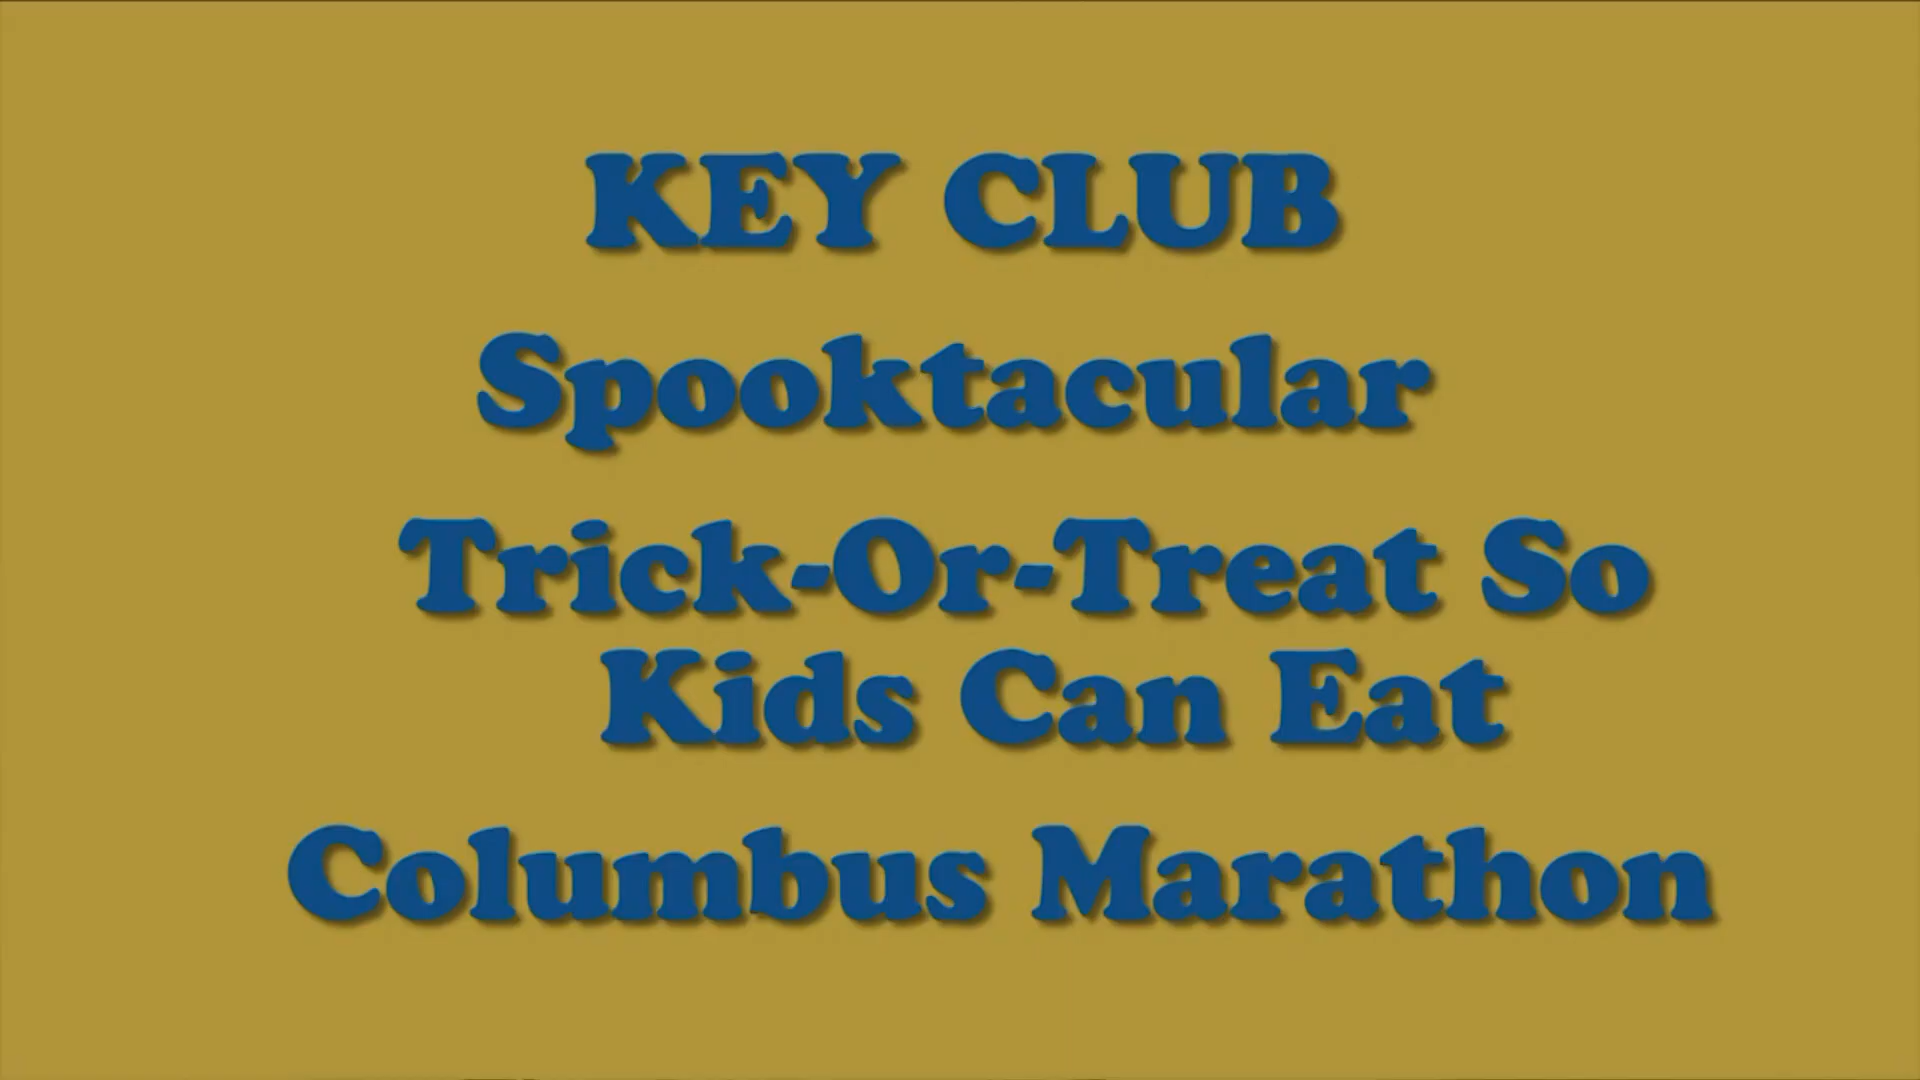 KEY CLUB
Spooktacular
Trick-Or-Treat So
Kids Can Eat
Columbus Marathon